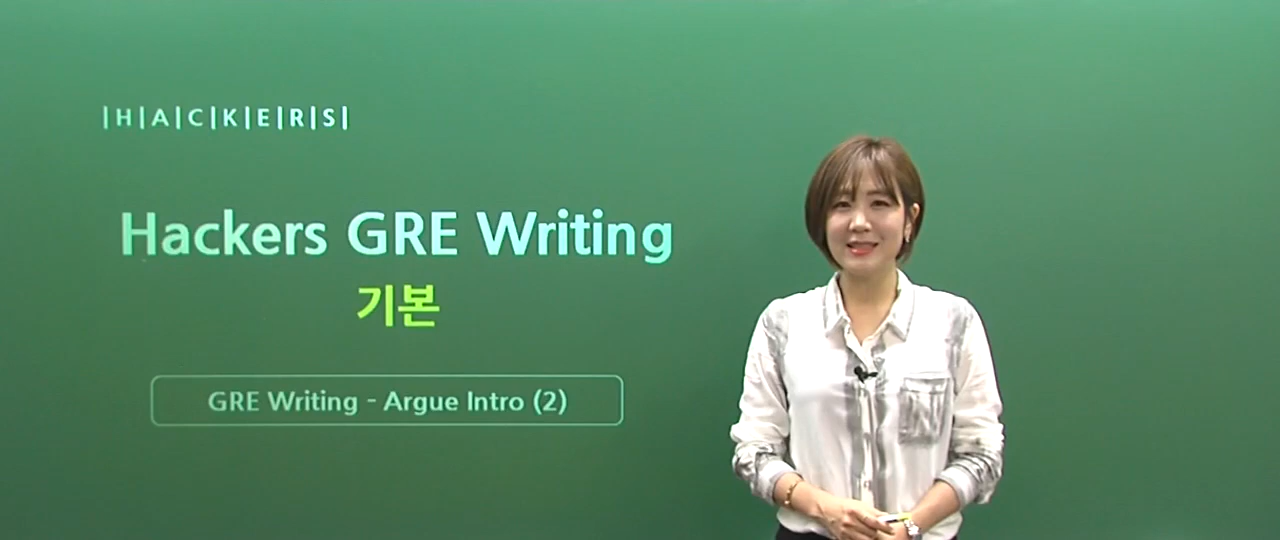 |H|A|C|K|E|R|S|
Hackers GRE Writing
기본
GRE Writing - Argue Intro (2)